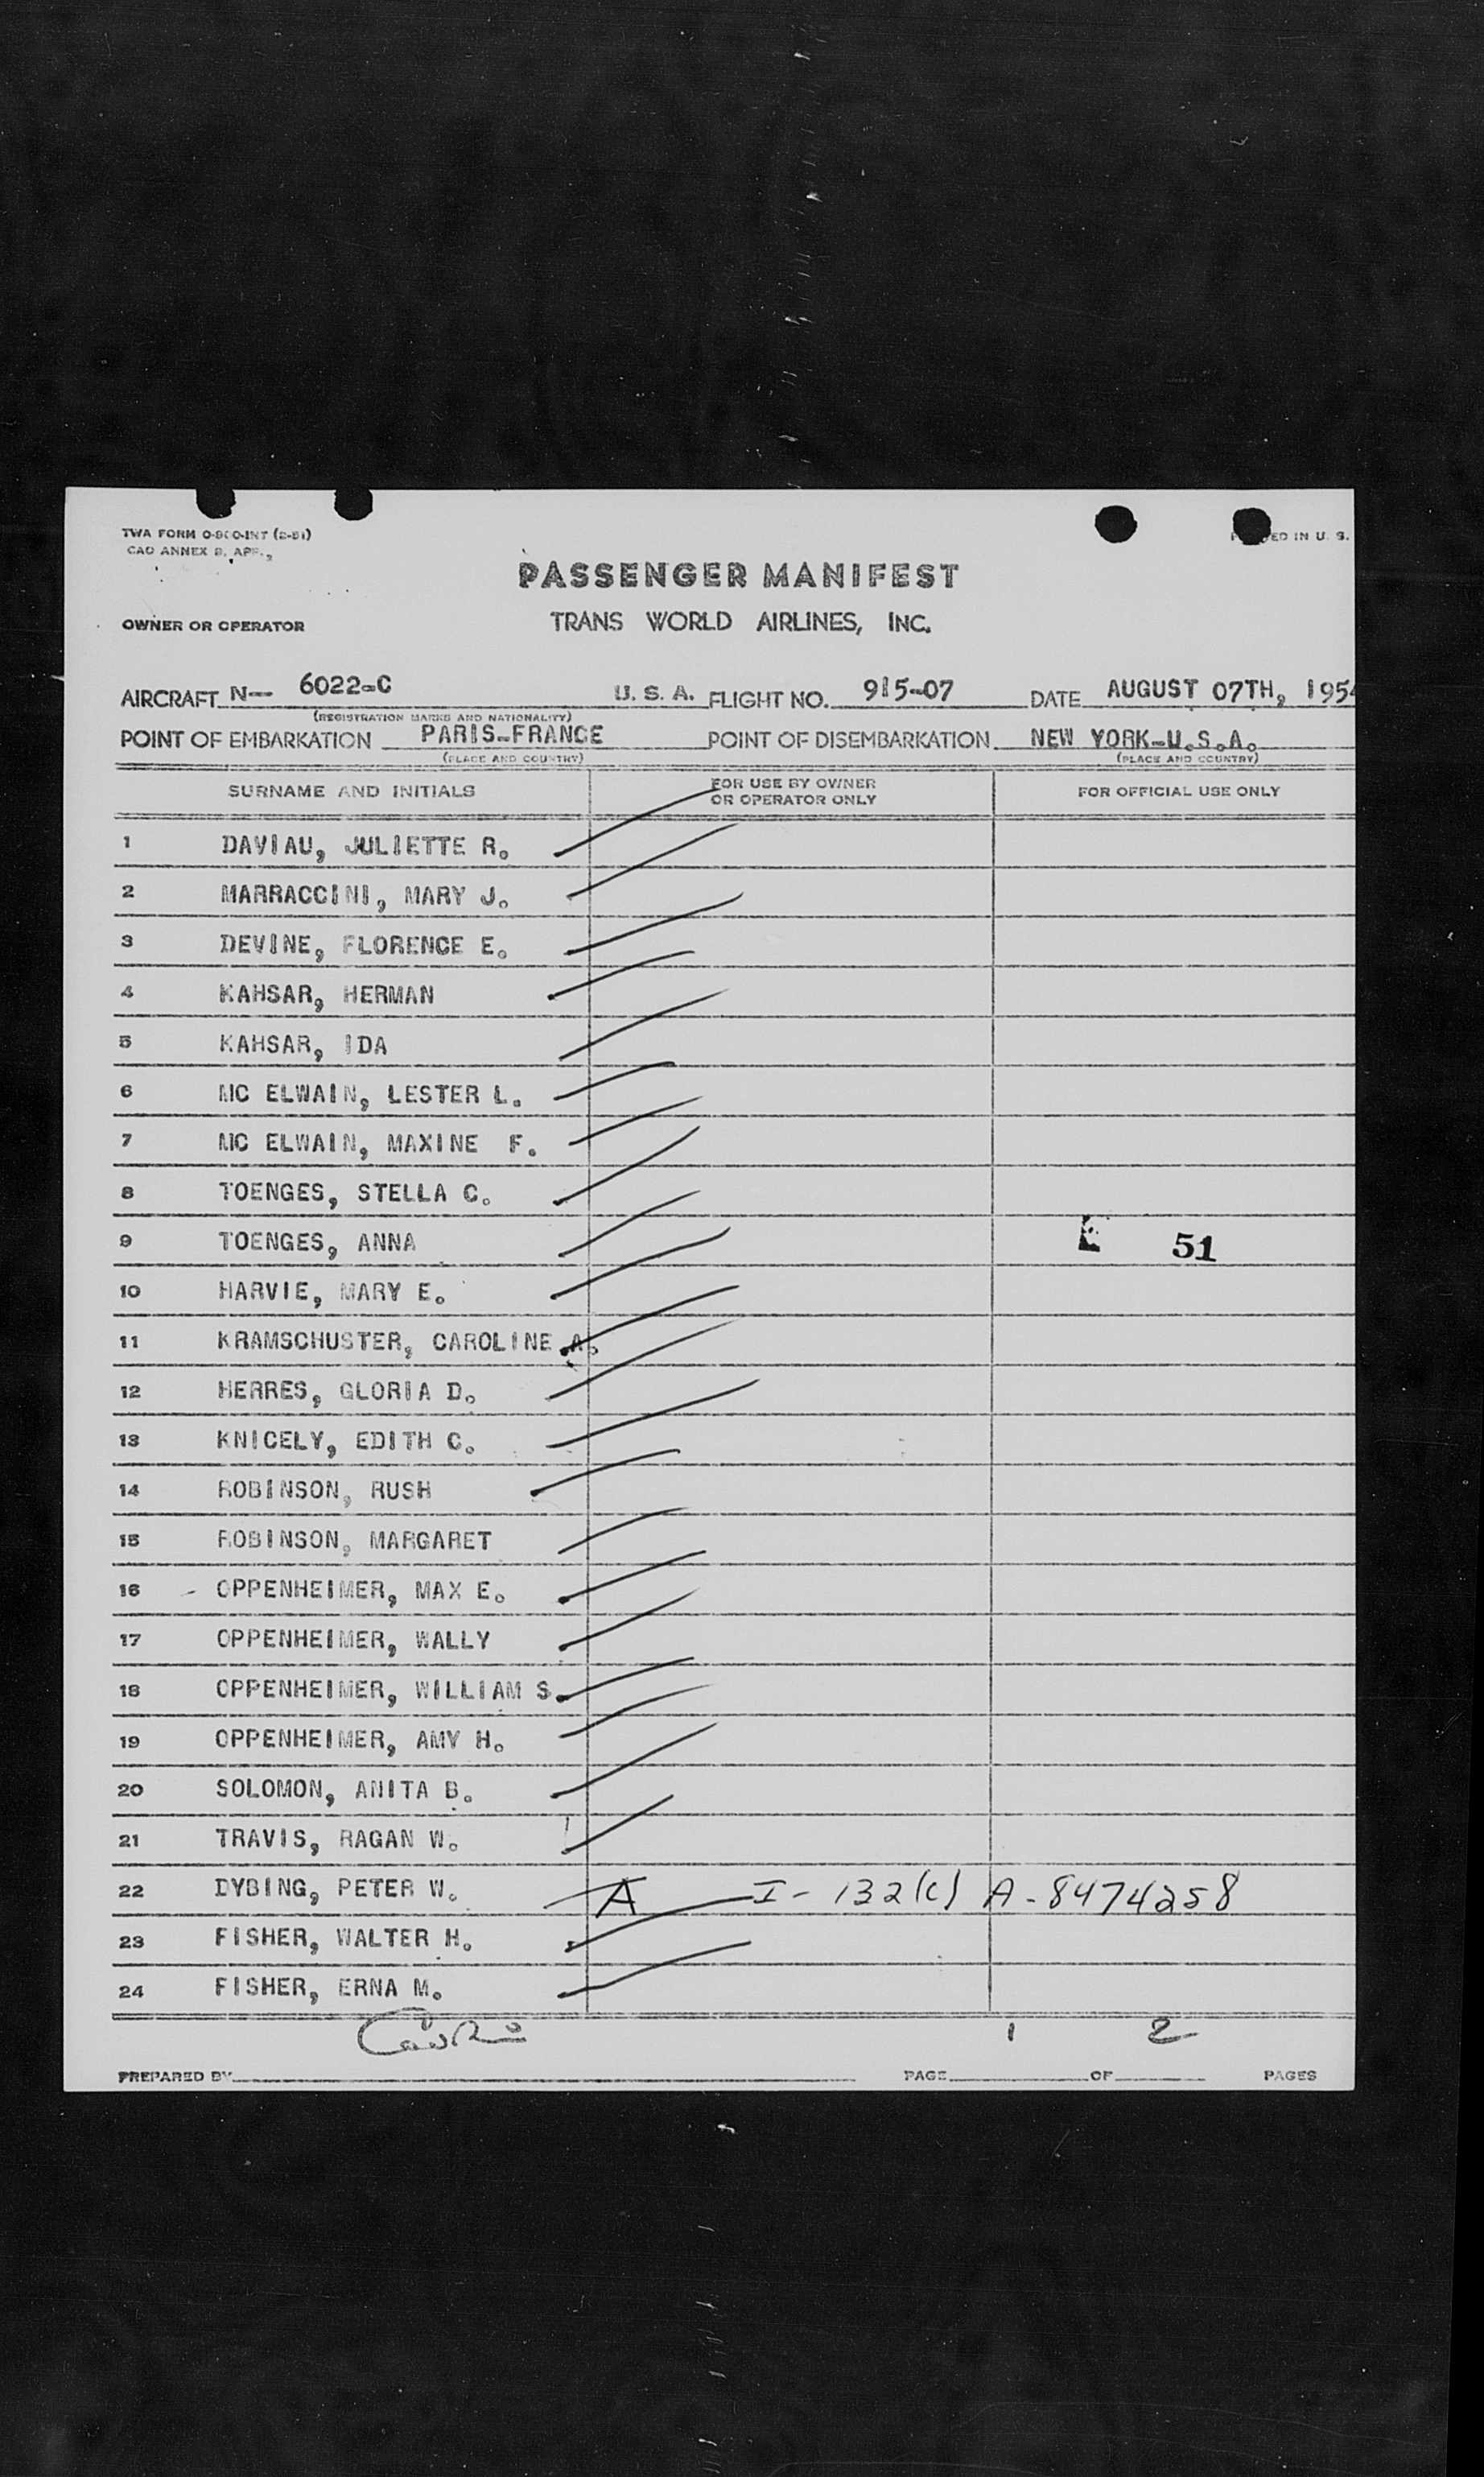 TWA FORM O-800-INT (2-51)
CAO ANNEX 9, APP.,
ED IN U. S.
PASSENGER MANIFEST
OWNER OR OPERATOR TRANS WORLD AIRLINES, INC.
AIRCRAFT N— 6022-C U. S. A. FLIGHT NO. 915-07 DATE AUGUST 07TH, 1954
(REGISTRATION MARKS AND NATIONALITY)
POINT OF EMBARKATION PARIS-FRANCE POINT OF DISEMBARKATION NEW YORK-U.S.A.
(PLACE AND COUNTRY) (PLACE AND COUNTRY)
SURNAME AND INITIALS FOR USE BY OWNER OR OPERATOR ONLY FOR OFFICIAL USE ONLY
1 DAVIAU, JULIETTE R.
2 MARRACCINI, MARY J.
3 DEVINE, FLORENCE E.
4 KAHSAR, HERMAN
5 KAHSAR, IDA
6 MC ELWAIN, LESTER L.
7 MC ELWAIN, MAXINE F.
8 TOENGES, STELLA C.
9 TOENGES, ANNA 51
10 HARVIE, MARY E.
11 KRAMSCHUSTER, CAROLINE A.
12 HERRES, GLORIA D.
13 KNICELY, EDITH C.
14 ROBINSON, RUSH
15 ROBINSON, MARGARET
16 - OPPENHEIMER, MAX E.
17 OPPENHEIMER, WALLY
18 OPPENHEIMER, WILLIAM S.
19 OPPENHEIMER, AMY H.
20 SOLOMON, ANITA B.
21 TRAVIS, RAGAN W.
22 DYBING, PETER W. A I - 132(c) A-8474258
23 FISHER, WALTER H.
24 FISHER, ERNA M.
PREPARED BY PAGE 1 OF 2 PAGES